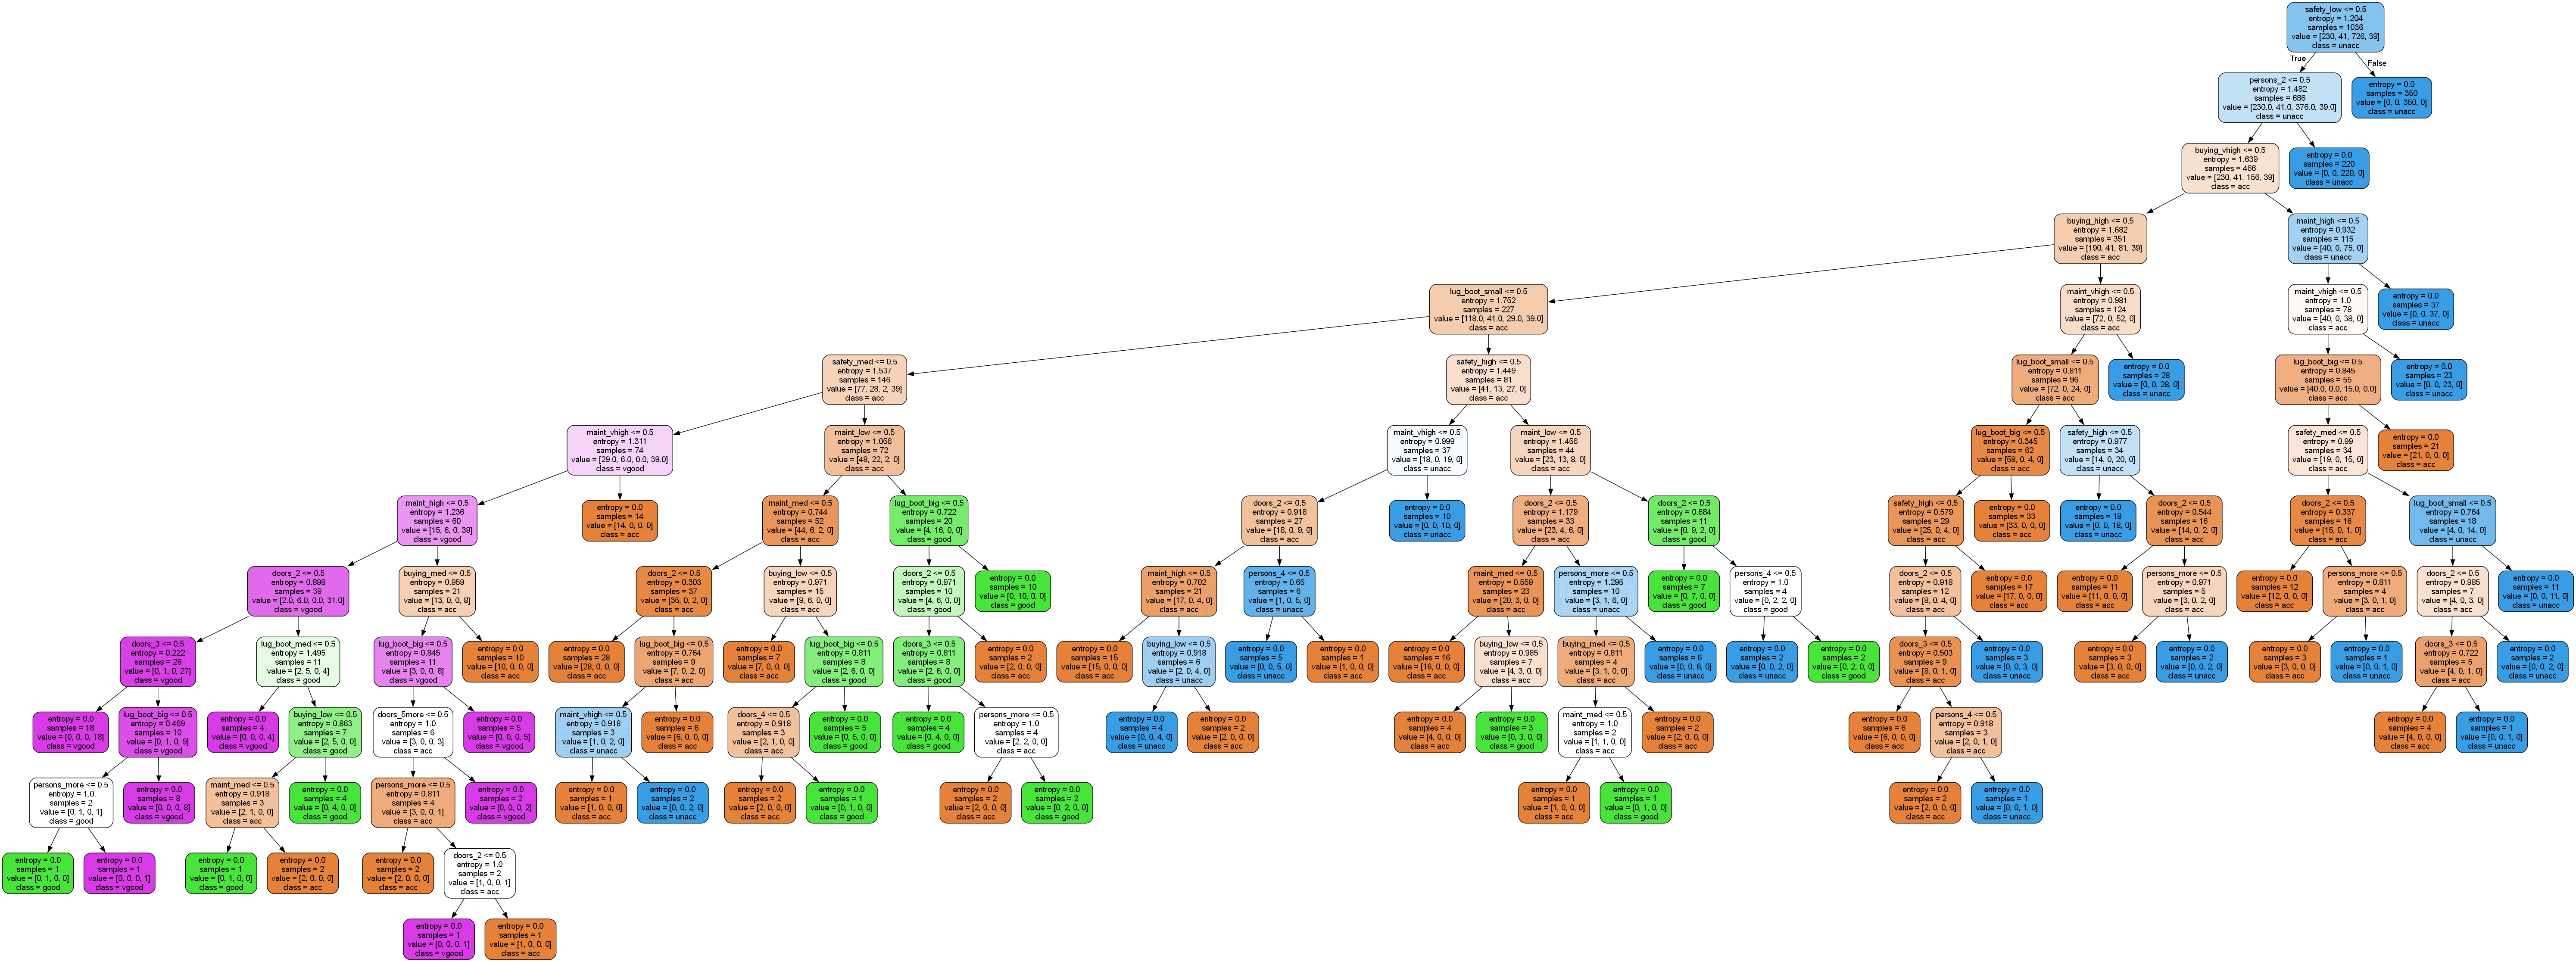 safety_low <= 0.5
entropy = 1.204
samples = 1036
value = [230, 41, 726, 39]
class = unacc
True
False
persons_2 <= 0.5
entropy = 1.482
samples = 686
value = [230.0, 41.0, 376.0, 39.0]
class = unacc
entropy = 0.0
samples = 350
value = [0, 0, 350, 0]
class = unacc
buying_vhigh <= 0.5
entropy = 1.639
samples = 466
value = [230, 41, 156, 39]
class = acc
entropy = 0.0
samples = 220
value = [0, 0, 220, 0]
class = unacc
buying_high <= 0.5
entropy = 1.682
samples = 351
value = [190, 41, 81, 39]
class = acc
maint_high <= 0.5
entropy = 0.932
samples = 115
value = [40, 0, 75, 0]
class = unacc
lug_boot_small <= 0.5
entropy = 1.752
samples = 227
value = [118.0, 41.0, 29.0, 39.0]
class = acc
maint_vhigh <= 0.5
entropy = 0.981
samples = 124
value = [72, 0, 52, 0]
class = acc
maint_vhigh <= 0.5
entropy = 1.0
samples = 78
value = [40, 0, 38, 0]
class = acc
entropy = 0.0
samples = 37
value = [0, 0, 37, 0]
class = unacc
safety_med <= 0.5
entropy = 1.537
samples = 146
value = [77, 28, 2, 39]
class = acc
safety_high <= 0.5
entropy = 1.449
samples = 81
value = [41, 13, 27, 0]
class = acc
lug_boot_small <= 0.5
entropy = 0.811
samples = 96
value = [72, 0, 24, 0]
class = acc
entropy = 0.0
samples = 28
value = [0, 0, 28, 0]
class = unacc
lug_boot_big <= 0.5
entropy = 0.845
samples = 55
value = [40.0, 0.0, 15.0, 0.0]
class = acc
entropy = 0.0
samples = 23
value = [0, 0, 23, 0]
class = unacc
maint_vhigh <= 0.5
entropy = 1.311
samples = 74
value = [29.0, 6.0, 0.0, 39.0]
class = vgood
maint_low <= 0.5
entropy = 1.056
samples = 72
value = [48, 22, 2, 0]
class = acc
maint_vhigh <= 0.5
entropy = 0.999
samples = 37
value = [18, 0, 19, 0]
class = unacc
maint_low <= 0.5
entropy = 1.456
samples = 44
value = [23, 13, 8, 0]
class = acc
lug_boot_big <= 0.5
entropy = 0.345
samples = 62
value = [58, 0, 4, 0]
class = acc
safety_high <= 0.5
entropy = 0.977
samples = 34
value = [14, 0, 20, 0]
class = unacc
safety_med <= 0.5
entropy = 0.99
samples = 34
value = [19, 0, 15, 0]
class = acc
entropy = 0.0
samples = 21
value = [21, 0, 0, 0]
class = acc
maint_high <= 0.5
entropy = 1.236
samples = 60
value = [15, 6, 0, 39]
class = vgood
entropy = 0.0
samples = 14
value = [14, 0, 0, 0]
class = acc
maint_med <= 0.5
entropy = 0.744
samples = 52
value = [44, 6, 2, 0]
class = acc
lug_boot_big <= 0.5
entropy = 0.722
samples = 20
value = [4, 16, 0, 0]
class = good
doors_2 <= 0.5
entropy = 0.918
samples = 27
value = [18, 0, 9, 0]
class = acc
entropy = 0.0
samples = 10
value = [0, 0, 10, 0]
class = unacc
doors_2 <= 0.5
entropy = 1.179
samples = 33
value = [23, 4, 6, 0]
class = acc
doors_2 <= 0.5
entropy = 0.684
samples = 11
value = [0, 9, 2, 0]
class = good
safety_high <= 0.5
entropy = 0.579
samples = 29
value = [25, 0, 4, 0]
class = acc
entropy = 0.0
samples = 33
value = [33, 0, 0, 0]
class = acc
entropy = 0.0
samples = 18
value = [0, 0, 18, 0]
class = unacc
doors_2 <= 0.5
entropy = 0.544
samples = 16
value = [14, 0, 2, 0]
class = acc
doors_2 <= 0.5
entropy = 0.337
samples = 16
value = [15, 0, 1, 0]
class = acc
lug_boot_small <= 0.5
entropy = 0.764
samples = 18
value = [4, 0, 14, 0]
class = unacc
doors_2 <= 0.5
entropy = 0.898
samples = 39
value = [2.0, 6.0, 0.0, 31.0]
class = vgood
buying_med <= 0.5
entropy = 0.959
samples = 21
value = [13, 0, 0, 8]
class = acc
doors_2 <= 0.5
entropy = 0.303
samples = 37
value = [35, 0, 2, 0]
class = acc
buying_low <= 0.5
entropy = 0.971
samples = 15
value = [9, 6, 0, 0]
class = acc
doors_2 <= 0.5
entropy = 0.971
samples = 10
value = [4, 6, 0, 0]
class = good
entropy = 0.0
samples = 10
value = [0, 10, 0, 0]
class = good
maint_high <= 0.5
entropy = 0.702
samples = 21
value = [17, 0, 4, 0]
class = acc
persons_4 <= 0.5
entropy = 0.65
samples = 6
value = [1, 0, 5, 0]
class = unacc
maint_med <= 0.5
entropy = 0.559
samples = 23
value = [20, 3, 0, 0]
class = acc
persons_more <= 0.5
entropy = 1.295
samples = 10
value = [3, 1, 6, 0]
class = unacc
entropy = 0.0
samples = 7
value = [0, 7, 0, 0]
class = good
persons_4 <= 0.5
entropy = 1.0
samples = 4
value = [0, 2, 2, 0]
class = good
doors_2 <= 0.5
entropy = 0.918
samples = 12
value = [8, 0, 4, 0]
class = acc
entropy = 0.0
samples = 17
value = [17, 0, 0, 0]
class = acc
entropy = 0.0
samples = 11
value = [11, 0, 0, 0]
class = acc
persons_more <= 0.5
entropy = 0.971
samples = 5
value = [3, 0, 2, 0]
class = acc
entropy = 0.0
samples = 12
value = [12, 0, 0, 0]
class = acc
persons_more <= 0.5
entropy = 0.811
samples = 4
value = [3, 0, 1, 0]
class = acc
doors_2 <= 0.5
entropy = 0.985
samples = 7
value = [4, 0, 3, 0]
class = acc
entropy = 0.0
samples = 11
value = [0, 0, 11, 0]
class = unacc
doors_3 <= 0.5
entropy = 0.222
samples = 28
value = [0, 1, 0, 27]
class = vgood
lug_boot_med <= 0.5
entropy = 1.495
samples = 11
value = [2, 5, 0, 4]
class = good
lug_boot_big <= 0.5
entropy = 0.845
samples = 11
value = [3, 0, 0, 8]
class = vgood
entropy = 0.0
samples = 10
value = [10, 0, 0, 0]
class = acc
entropy = 0.0
samples = 28
value = [28, 0, 0, 0]
class = acc
lug_boot_big <= 0.5
entropy = 0.764
samples = 9
value = [7, 0, 2, 0]
class = acc
entropy = 0.0
samples = 7
value = [7, 0, 0, 0]
class = acc
lug_boot_big <= 0.5
entropy = 0.811
samples = 8
value = [2, 6, 0, 0]
class = good
doors_3 <= 0.5
entropy = 0.811
samples = 8
value = [2, 6, 0, 0]
class = good
entropy = 0.0
samples = 2
value = [2, 0, 0, 0]
class = acc
entropy = 0.0
samples = 15
value = [15, 0, 0, 0]
class = acc
buying_low <= 0.5
entropy = 0.918
samples = 6
value = [2, 0, 4, 0]
class = unacc
entropy = 0.0
samples = 5
value = [0, 0, 5, 0]
class = unacc
entropy = 0.0
samples = 1
value = [1, 0, 0, 0]
class = acc
entropy = 0.0
samples = 16
value = [16, 0, 0, 0]
class = acc
buying_low <= 0.5
entropy = 0.985
samples = 7
value = [4, 3, 0, 0]
class = acc
buying_med <= 0.5
entropy = 0.811
samples = 4
value = [3, 1, 0, 0]
class = acc
entropy = 0.0
samples = 6
value = [0, 0, 6, 0]
class = unacc
entropy = 0.0
samples = 2
value = [0, 0, 2, 0]
class = unacc
entropy = 0.0
samples = 2
value = [0, 2, 0, 0]
class = good
doors_3 <= 0.5
entropy = 0.503
samples = 9
value = [8, 0, 1, 0]
class = acc
entropy = 0.0
samples = 3
value = [0, 0, 3, 0]
class = unacc
entropy = 0.0
samples = 3
value = [3, 0, 0, 0]
class = acc
entropy = 0.0
samples = 2
value = [0, 0, 2, 0]
class = unacc
entropy = 0.0
samples = 3
value = [3, 0, 0, 0]
class = acc
entropy = 0.0
samples = 1
value = [0, 0, 1, 0]
class = unacc
doors_3 <= 0.5
entropy = 0.722
samples = 5
value = [4, 0, 1, 0]
class = acc
entropy = 0.0
samples = 2
value = [0, 0, 2, 0]
class = unacc
entropy = 0.0
samples = 18
value = [0, 0, 0, 18]
class = vgood
lug_boot_big <= 0.5
entropy = 0.469
samples = 10
value = [0, 1, 0, 9]
class = vgood
entropy = 0.0
samples = 4
value = [0, 0, 0, 4]
class = vgood
buying_low <= 0.5
entropy = 0.863
samples = 7
value = [2, 5, 0, 0]
class = good
doors_5more <= 0.5
entropy = 1.0
samples = 6
value = [3, 0, 0, 3]
class = acc
entropy = 0.0
samples = 5
value = [0, 0, 0, 5]
class = vgood
maint_vhigh <= 0.5
entropy = 0.918
samples = 3
value = [1, 0, 2, 0]
class = unacc
entropy = 0.0
samples = 6
value = [6, 0, 0, 0]
class = acc
doors_4 <= 0.5
entropy = 0.918
samples = 3
value = [2, 1, 0, 0]
class = acc
entropy = 0.0
samples = 5
value = [0, 5, 0, 0]
class = good
entropy = 0.0
samples = 4
value = [0, 4, 0, 0]
class = good
persons_more <= 0.5
entropy = 1.0
samples = 4
value = [2, 2, 0, 0]
class = acc
entropy = 0.0
samples = 4
value = [0, 0, 4, 0]
class = unacc
entropy = 0.0
samples = 2
value = [2, 0, 0, 0]
class = acc
entropy = 0.0
samples = 4
value = [4, 0, 0, 0]
class = acc
entropy = 0.0
samples = 3
value = [0, 3, 0, 0]
class = good
maint_med <= 0.5
entropy = 1.0
samples = 2
value = [1, 1, 0, 0]
class = acc
entropy = 0.0
samples = 2
value = [2, 0, 0, 0]
class = acc
entropy = 0.0
samples = 6
value = [6, 0, 0, 0]
class = acc
persons_4 <= 0.5
entropy = 0.918
samples = 3
value = [2, 0, 1, 0]
class = acc
entropy = 0.0
samples = 4
value = [4, 0, 0, 0]
class = acc
entropy = 0.0
samples = 1
value = [0, 0, 1, 0]
class = unacc
persons_more <= 0.5
entropy = 1.0
samples = 2
value = [0, 1, 0, 1]
class = good
entropy = 0.0
samples = 8
value = [0, 0, 0, 8]
class = vgood
maint_med <= 0.5
entropy = 0.918
samples = 3
value = [2, 1, 0, 0]
class = acc
entropy = 0.0
samples = 4
value = [0, 4, 0, 0]
class = good
persons_more <= 0.5
entropy = 0.811
samples = 4
value = [3, 0, 0, 1]
class = acc
entropy = 0.0
samples = 2
value = [0, 0, 0, 2]
class = vgood
entropy = 0.0
samples = 1
value = [1, 0, 0, 0]
class = acc
entropy = 0.0
samples = 2
value = [0, 0, 2, 0]
class = unacc
entropy = 0.0
samples = 2
value = [2, 0, 0, 0]
class = acc
entropy = 0.0
samples = 1
value = [0, 1, 0, 0]
class = good
entropy = 0.0
samples = 2
value = [2, 0, 0, 0]
class = acc
entropy = 0.0
samples = 2
value = [0, 2, 0, 0]
class = good
entropy = 0.0
samples = 1
value = [1, 0, 0, 0]
class = acc
entropy = 0.0
samples = 1
value = [0, 1, 0, 0]
class = good
entropy = 0.0
samples = 2
value = [2, 0, 0, 0]
class = acc
entropy = 0.0
samples = 1
value = [0, 0, 1, 0]
class = unacc
entropy = 0.0
samples = 1
value = [0, 1, 0, 0]
class = good
entropy = 0.0
samples = 1
value = [0, 0, 0, 1]
class = vgood
entropy = 0.0
samples = 1
value = [0, 1, 0, 0]
class = good
entropy = 0.0
samples = 2
value = [2, 0, 0, 0]
class = acc
entropy = 0.0
samples = 2
value = [2, 0, 0, 0]
class = acc
doors_2 <= 0.5
entropy = 1.0
samples = 2
value = [1, 0, 0, 1]
class = acc
entropy = 0.0
samples = 1
value = [0, 0, 0, 1]
class = vgood
entropy = 0.0
samples = 1
value = [1, 0, 0, 0]
class = acc